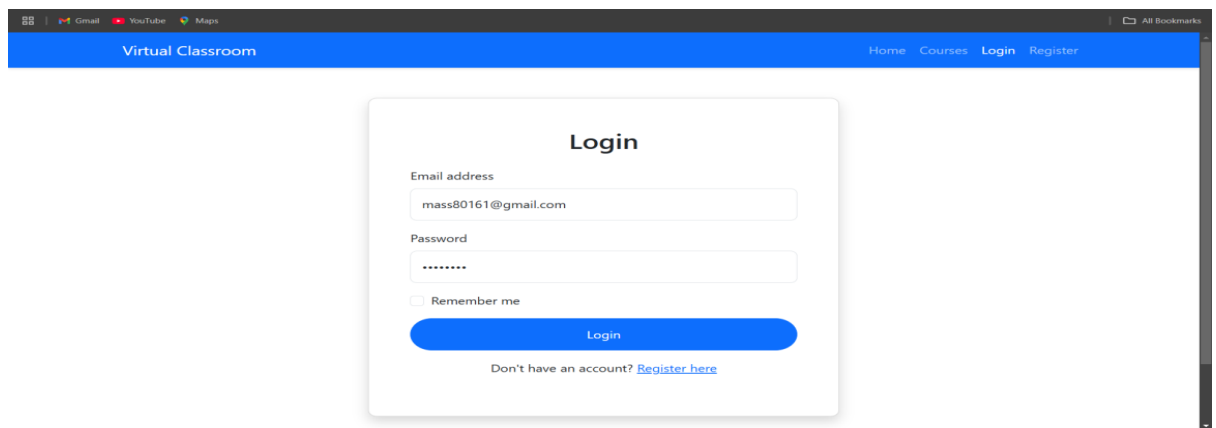 Gmail YouTube Maps All Bookmarks
Virtual Classroom Home Courses Login Register
Login
Email address
mass80161@gmail.com
Password
••••••••
Remember me
Login
Don't have an account? Register here